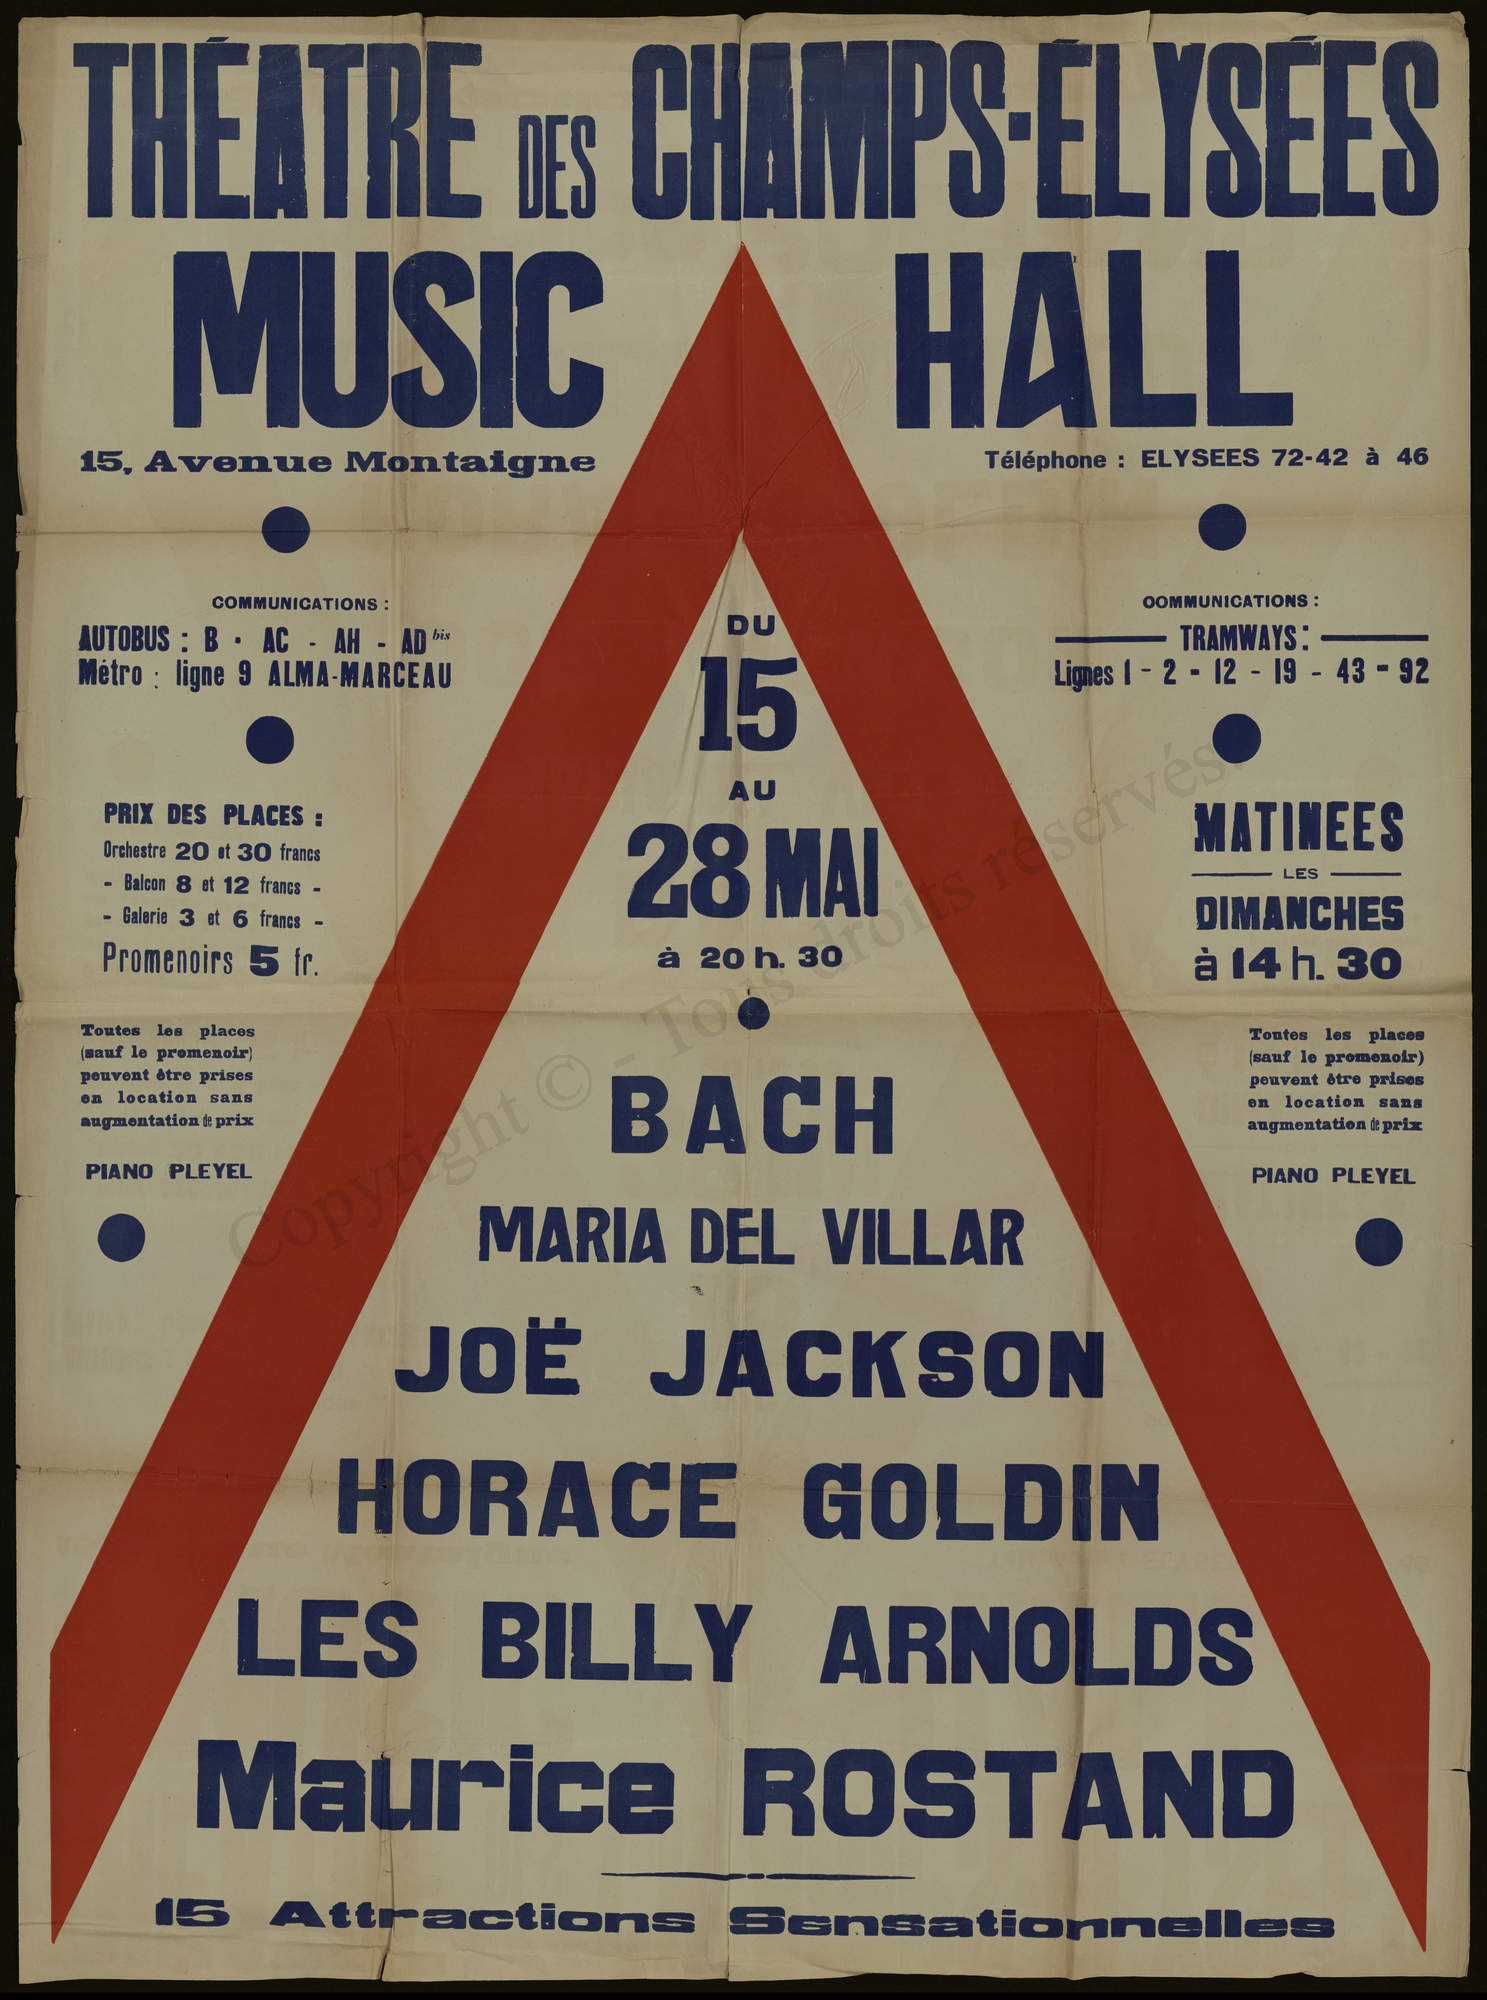 THÉATRE DES CHAMPS-ÉLYSÉES
MUSIC HALL
15, Avenue Montaigne
Téléphone : ELYSEES 72-42 à 46
COMMUNICATIONS :
AUTOBUS : B - AC - AH - AD bis
Métro : ligne 9 ALMA-MARCEAU
COMMUNICATIONS :
TRAMWAYS :
Lignes 1 - 2 - 12 - 19 - 43 - 92
PRIX DES PLACES :
Orchestre 20 et 30 francs
- Balcon 8 et 12 francs -
- Galerie 3 et 6 francs -
Promenoirs 5 fr.
Toutes les places
(sauf le promenoir)
peuvent être prises
en location sans
augmentation de prix
PIANO PLEYEL
DU
15
AU
28 MAI
à 20 h. 30
MATINEES
LES
DIMANCHES
à 14 h. 30
Toutes les places
(sauf le promenoir)
peuvent être prises
en location sans
augmentation de prix
PIANO PLEYEL
BACH
MARIA DEL VILLAR
JOË JACKSON
HORACE GOLDIN
LES BILLY ARNOLDS
Maurice ROSTAND
15 Attractions Sensationnelles
Copyright © - Tous droits réservés.